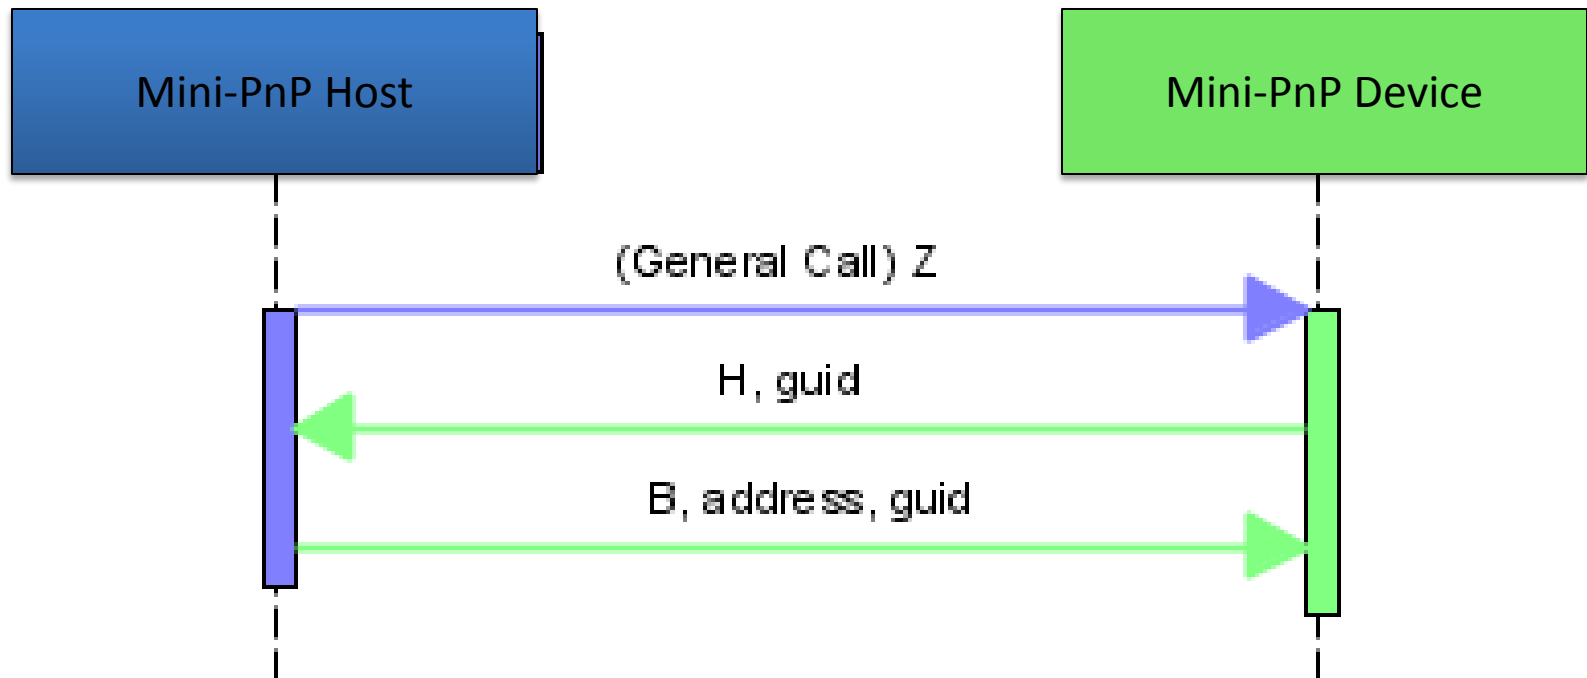 Mini-PnP Host
Mini-PnP Device
(General Call) Z
H, guid
B, address, guid